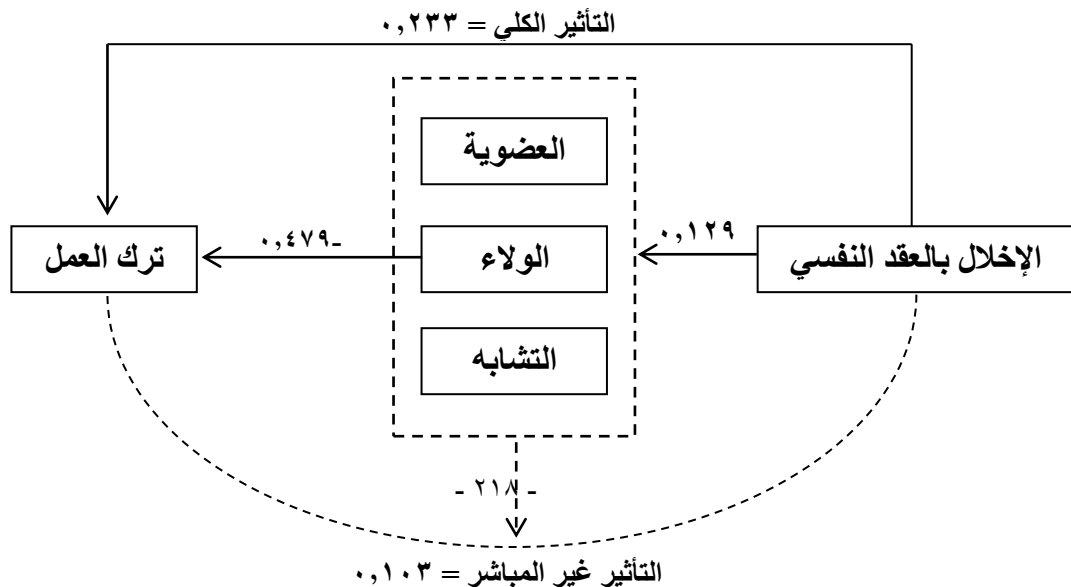 التأثير الكلي = ٠,٢٣٣
العضوية
الإخلال بالعقد النفسي
٠,١٢٩
الولاء
٠,٤٧٩-
ترك العمل
التشابه
- ٢١٨ -
التأثير غير المباشر = ٠,١٠٣